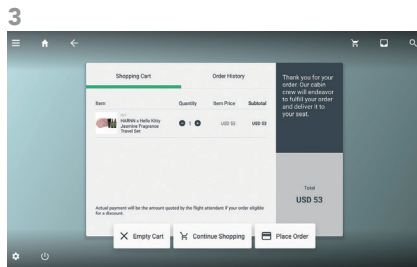 3
Shopping Cart
Order History
Thank you for your
order. Our cabin
crew will endeavor
to fulfill your order
and deliver it to
your seat.
Item Quantity Item Price Subtotal
HARNN x Hello Kitty
Jasmine Fragrance
Travel Set
1 USD 53 USD 53
Total
USD 53
Actual payment will be the amount quoted by the flight attendant if your order eligible
for a discount.
Empty Cart
Continue Shopping
Place Order